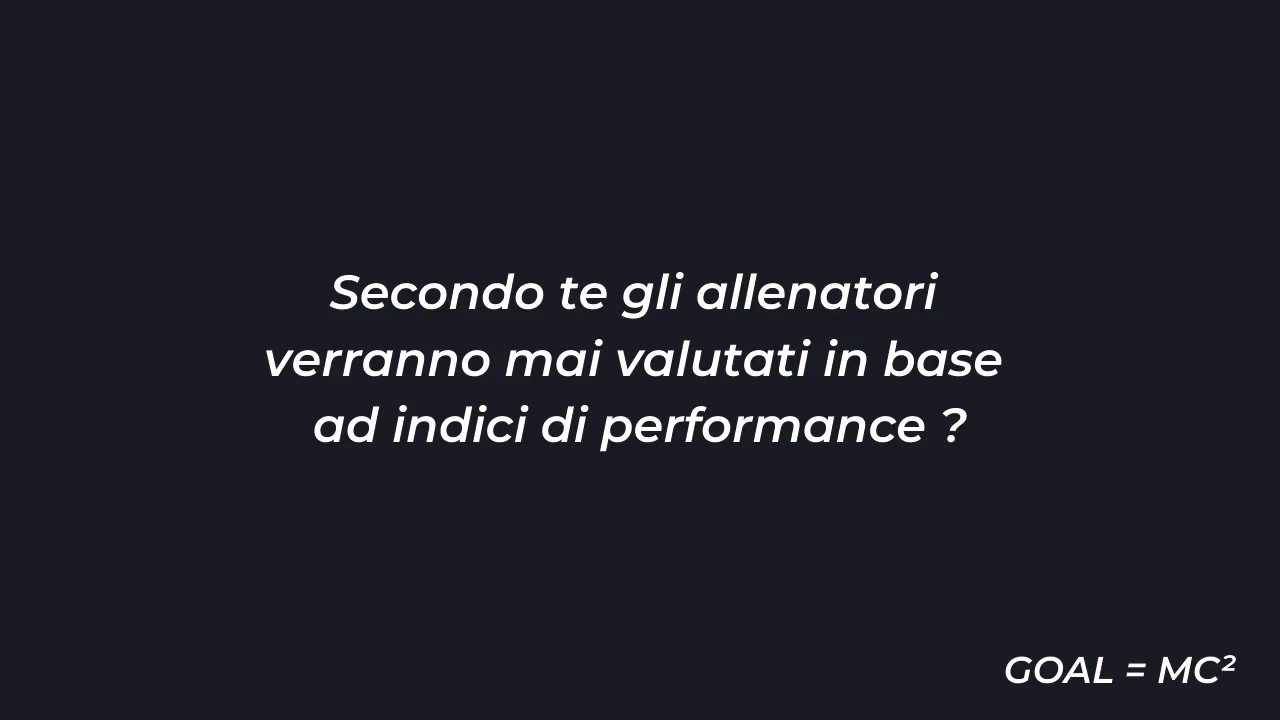 Secondo te gli allenatori
verranno mai valutati in base
ad indici di performance ?
GOAL = MC²